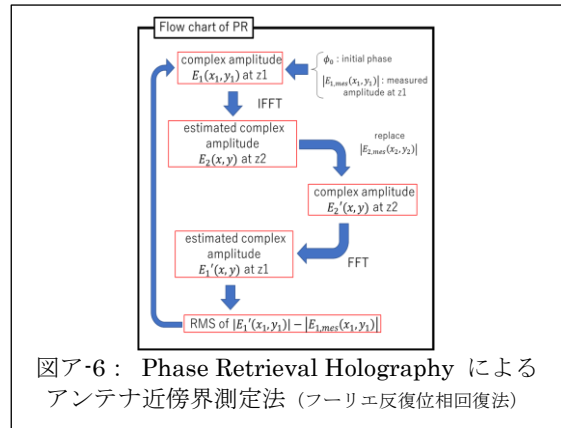 Flow chart of PR
complex amplitude
E₁(x₁, y₁) at z1
ϕ₀ : initial phase
|E₁,mes(x₁, y₁)| : measured
amplitude at z1
IFFT
estimated complex
amplitude
E₂(x, y) at z2
replace
|E₂,mes(x₂, y₂)|
complex amplitude
E₂′(x, y) at z2
estimated complex
amplitude
E₁′(x, y) at z1
FFT
RMS of |E₁′(x₁, y₁)| − |E₁,mes(x₁, y₁)|
図ア-6： Phase Retrieval Holography による
アンテナ近傍界測定法（フーリエ反復位相回復法）